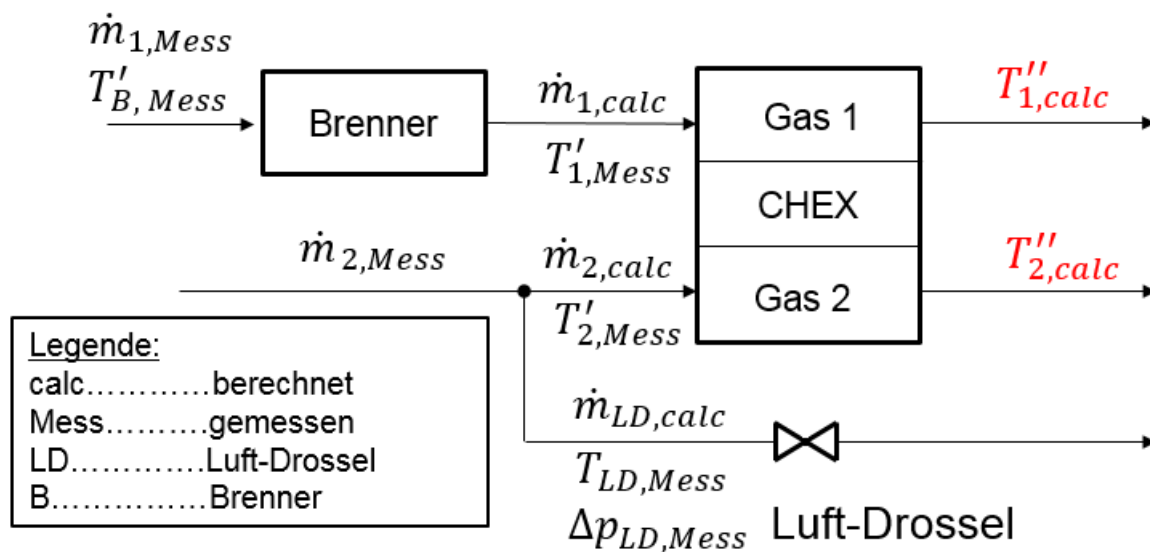 ṁ₁,Mess
T′B, Mess
Brenner
ṁ₁,calc
T′₁,Mess
Gas 1
CHEX
Gas 2
T″₁,calc
ṁ₂,Mess
ṁ₂,calc
T′₂,Mess
T″₂,calc
Legende:
calc…………berechnet
Mess……….gemessen
LD………….Luft-Drossel
B……………Brenner
ṁLD,calc
TLD,Mess
ΔpLD,Mess
Luft-Drossel